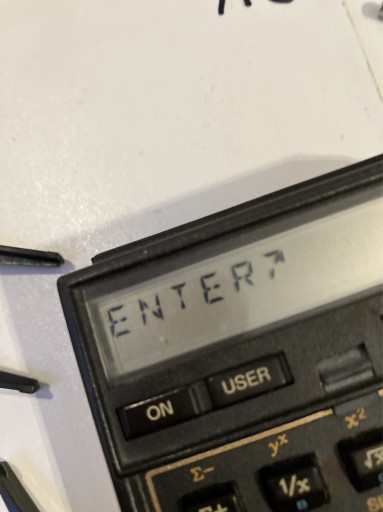 ENTER↗
ON USER
Σ− yˣ x²
Σ+ 1/x √x